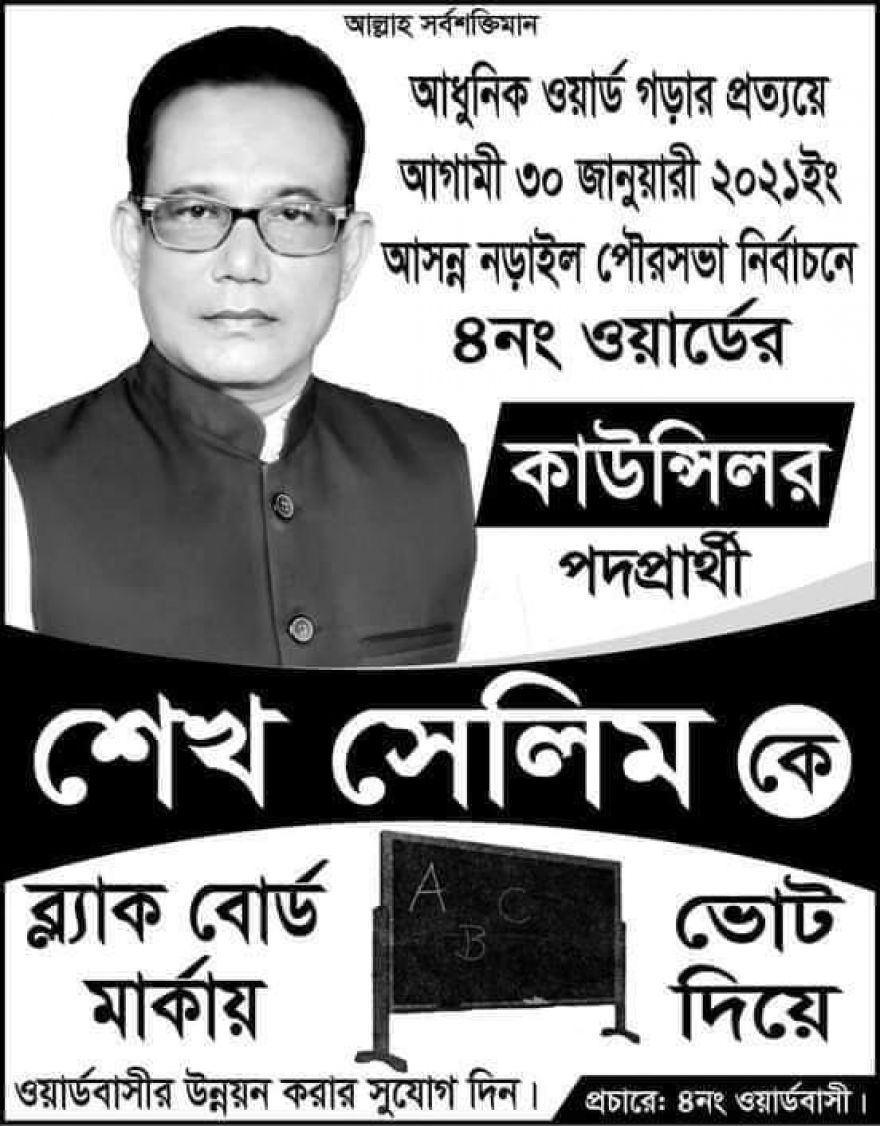 আল্লাহ সর্বশক্তিমান
আধুনিক ওয়ার্ড গড়ার প্রত্যয়ে
আগামী ৩০ জানুয়ারী ২০২১ইং
আসন্ন নড়াইল পৌরসভা নির্বাচনে
৪নং ওয়ার্ডের
কাউন্সিলর
পদপ্রার্থী
শেখ সেলিম কে
ব্ল্যাক বোর্ড
মার্কায়
A C
B
ভোট
দিয়ে
ওয়ার্ডবাসীর উন্নয়ন করার সুযোগ দিন।
প্রচারে: ৪নং ওয়ার্ডবাসী।